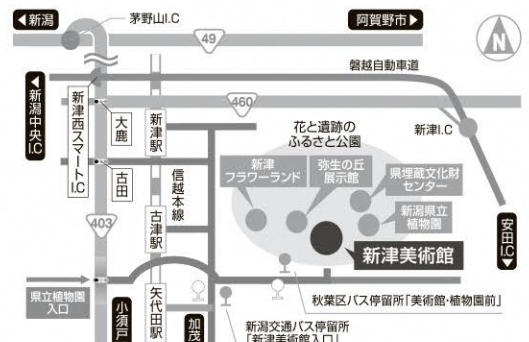 新潟
茅野山I.C
49
阿賀野市
N
磐越自動車道
新潟中央I.C
新津西スマートI.C
大鹿
新津駅
460
花と遺跡の
ふるさと公園
新津I.C
古田
信越本線
新津
フラワーランド
弥生の丘
展示館
県埋蔵文化財
センター
新潟県立
植物園
403
古津駅
新津美術館
安田I.C
県立植物園
入口
小須戸
矢代田駅
加茂
秋葉区バス停留所「美術館・植物園前」
新潟交通バス停留所
「新津美術館入口」